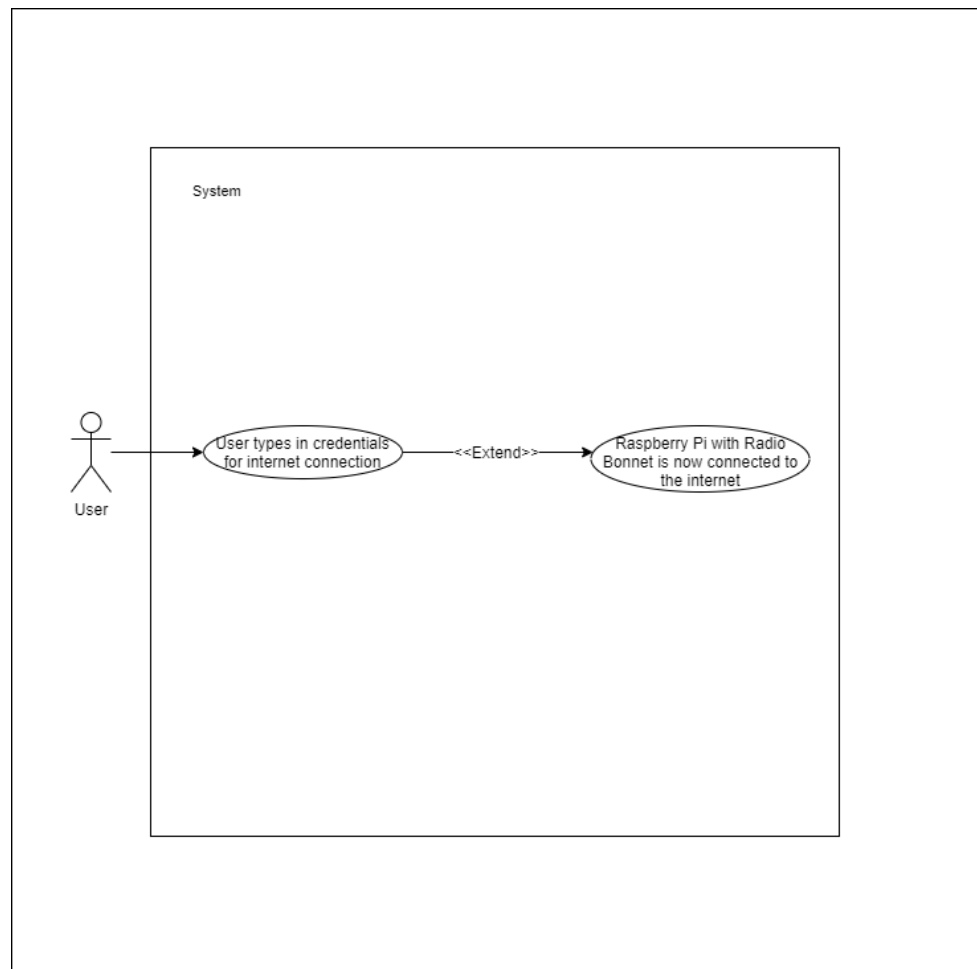 System
User types in credentials
for internet connection
<<Extend>>
Raspberry Pi with Radio
Bonnet is now connected to
the internet
User